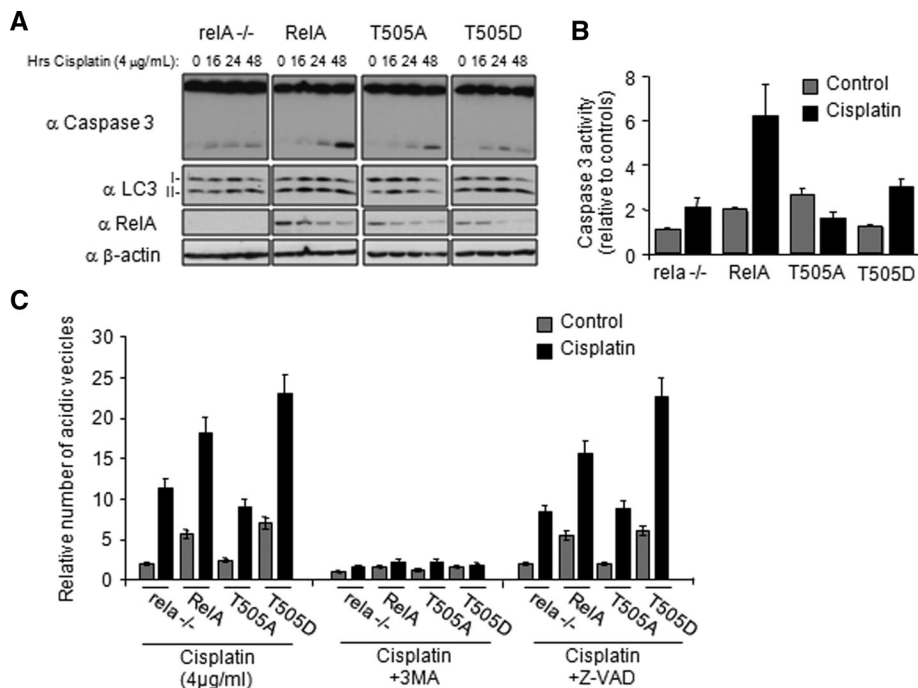 A
relA -/- RelA T505A T505D
Hrs Cisplatin (4 µg/mL): 0 16 24 48 0 16 24 48 0 16 24 48 0 16 24 48
α Caspase 3
α LC3 I-
II-
α RelA
α β-actin
B
Control
Cisplatin
Caspase 3 activity
(relative to controls)
8
6
4
2
0
rela -/- RelA T505A T505D
C
Control
Cisplatin
Relative number of acidic vecicles
30
25
20
15
10
5
0
rela -/- RelA T505A T505D rela -/- RelA T505A T505D rela -/- RelA T505A T505D
Cisplatin
(4µg/ml)
Cisplatin
+3MA
Cisplatin
+Z-VAD